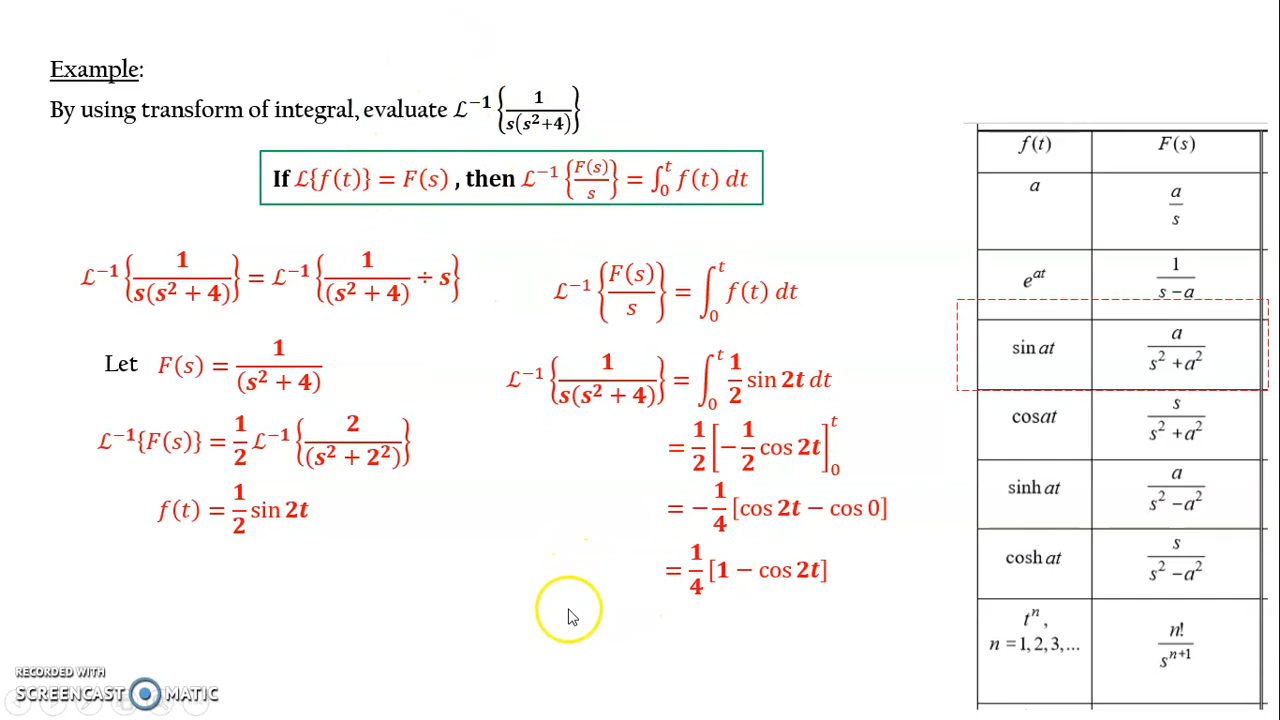 Example:
By using transform of integral, evaluate ℒ⁻¹{1/(s(s²+4))}
If ℒ{f(t)} = F(s) , then ℒ⁻¹{F(s)/s} = ∫₀ᵗ f(t) dt
ℒ⁻¹{1/(s(s² + 4))} = ℒ⁻¹{1/((s² + 4)) ÷ s}
Let F(s) = 1/((s² + 4))
ℒ⁻¹{F(s)} = 1/2 ℒ⁻¹{2/((s² + 2²))}
f(t) = 1/2 sin 2t
ℒ⁻¹{F(s)/s} = ∫₀ᵗ f(t) dt
ℒ⁻¹{1/(s(s² + 4))} = ∫₀ᵗ 1/2 sin 2t dt
= 1/2 [−1/2 cos 2t]₀ᵗ
= −1/4 [cos 2t − cos 0]
= 1/4 [1 − cos 2t]
f(t) F(s)
a a/s
e^{at} 1/(s−a)
sin at a/(s²+a²)
cos at s/(s²+a²)
sinh at a/(s²−a²)
cosh at s/(s²−a²)
tⁿ, n!/s^{n+1}
n = 1, 2, 3, ...
RECORDED WITH
SCREENCAST MATIC